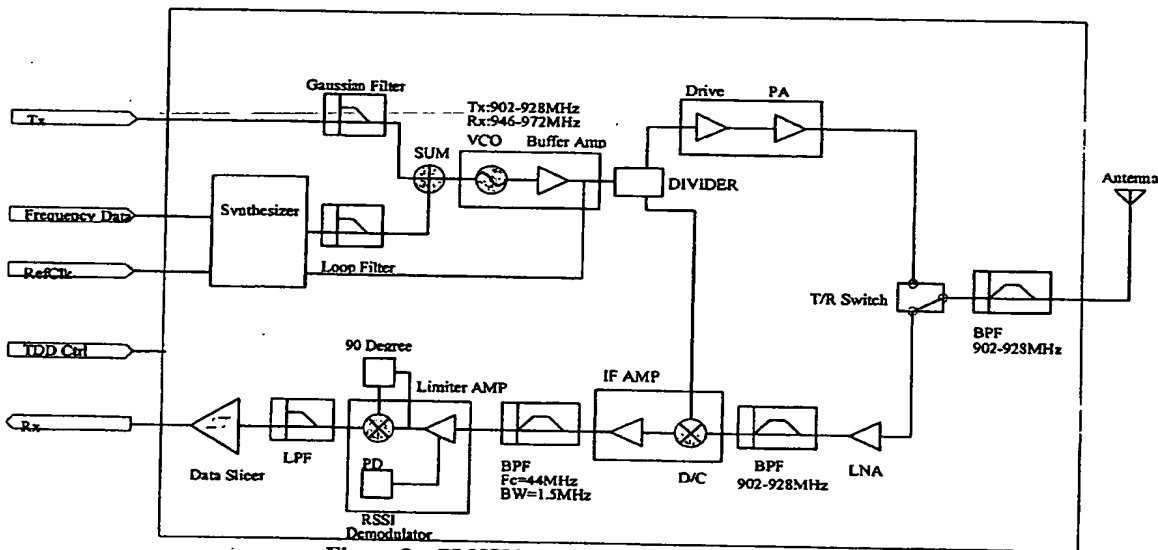 Gaussian Filter
Tx
Tx:902-928MHz
Rx:946-972MHz
Drive
PA
SUM
VCO
Buffer Amp
DIVIDER
Antenna
Frequency Data
Synthesizer
RefClk
Loop Filter
T/R Switch
BPF
902-928MHz
TDD Ctrl
90 Degree
Limiter AMP
IF AMP
Rx
Data Slicer
LPF
PD
RSSI
Demodulator
BPF
Fc=44MHz
BW=1.5MHz
D/C
BPF
902-928MHz
LNA